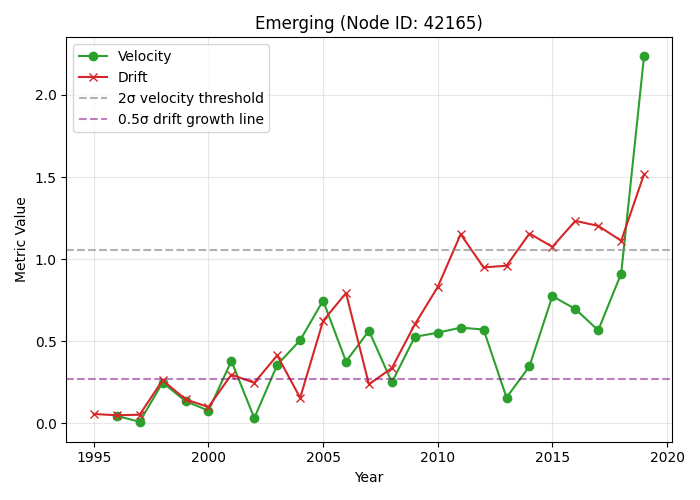 Emerging (Node ID: 42165)
Velocity
Drift
2σ velocity threshold
0.5σ drift growth line
Metric Value
2.0
1.5
1.0
0.5
0.0
1995
2000
2005
2010
2015
2020
Year